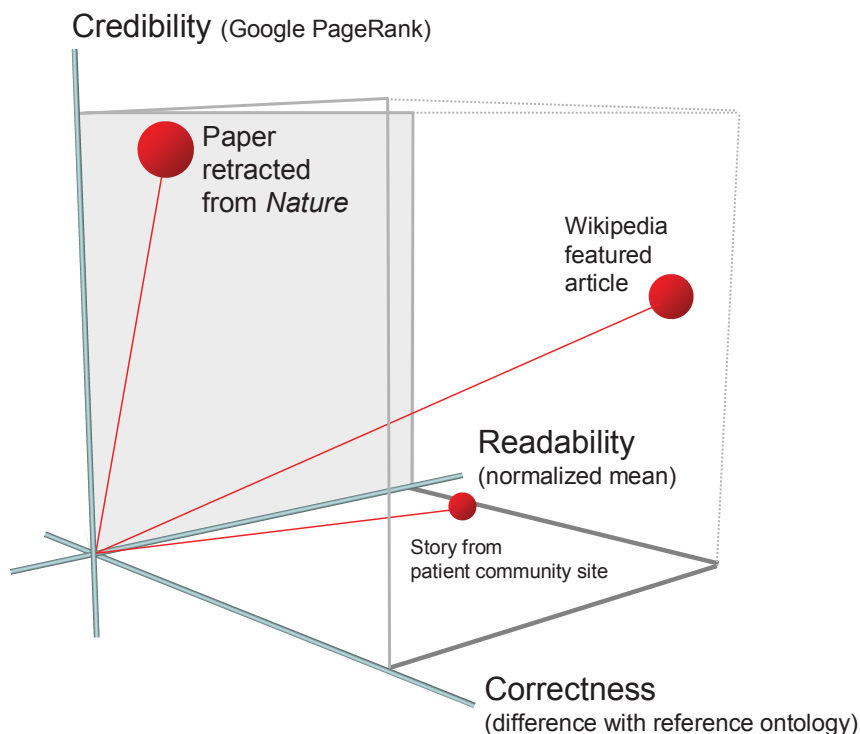 Credibility (Google PageRank)
Paper
retracted
from Nature
Wikipedia
featured
article
Readability
(normalized mean)
Story from
patient community site
Correctness
(difference with reference ontology)